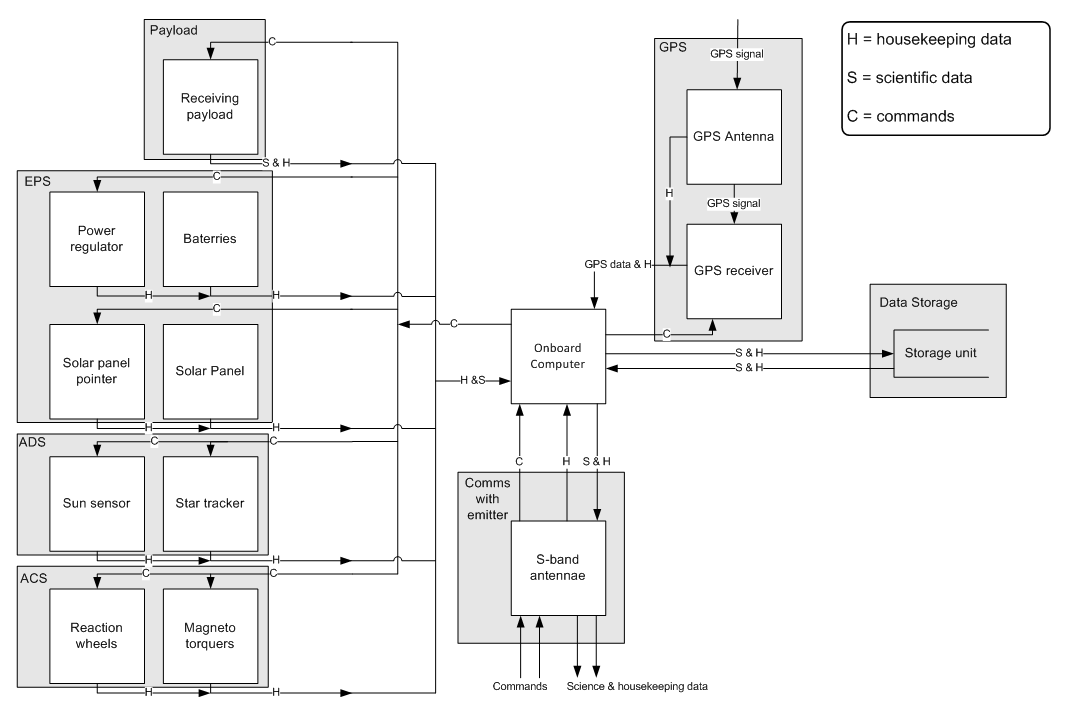 Payload
C
Receiving
payload
S & H
EPS
C
Power
regulator
Baterries
H
H
C
Solar panel
pointer
Solar Panel
H
H
ADS
C
C
Sun sensor
Star tracker
H
H
ACS
C
C
Reaction
wheels
Magneto
torquers
H
H
C
H &S
Onboard
Computer
GPS
GPS signal
GPS Antenna
H
GPS signal
GPS data & H
GPS receiver
C
S & H
S & H
Data Storage
Storage unit
C
H
S & H
Comms
with
emitter
S-band
antennae
Commands
Science & housekeeping data
H = housekeeping data
S = scientific data
C = commands